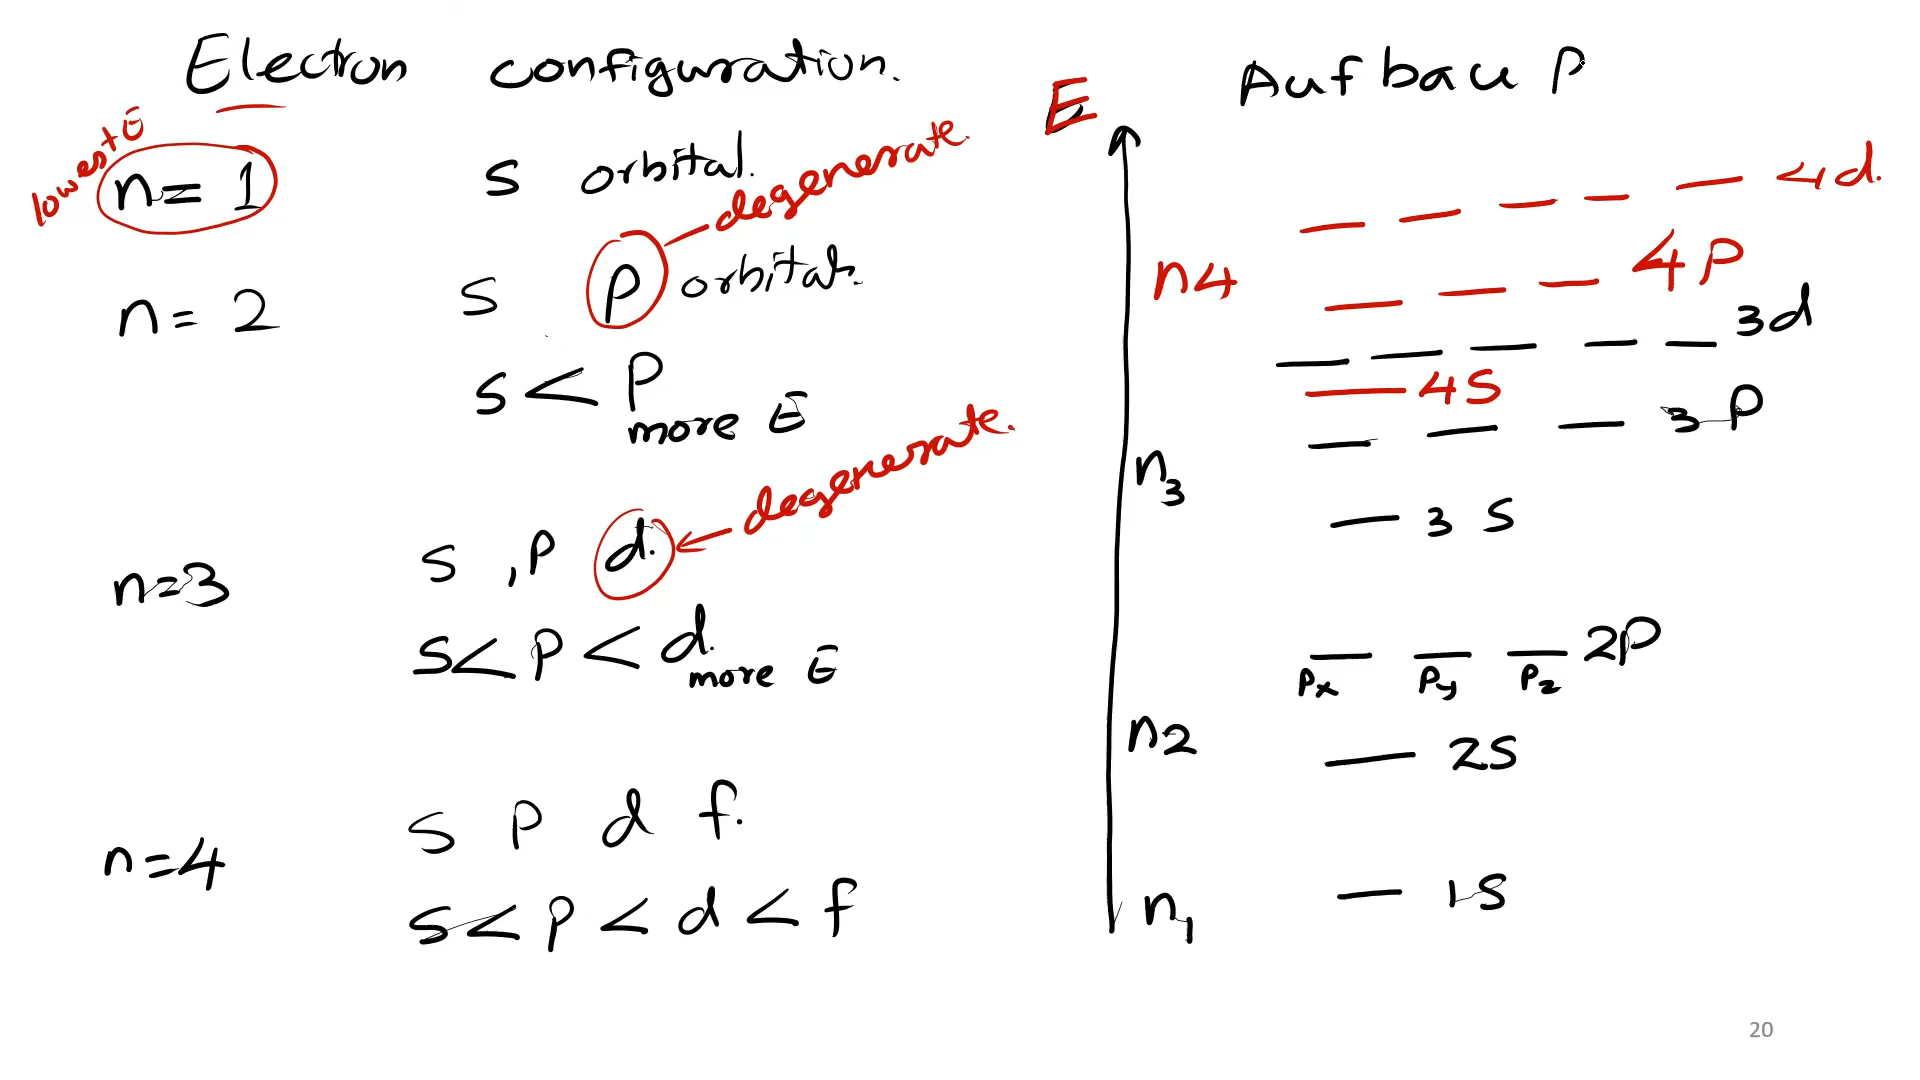 Electron configuration.
lowest E
n= 1
s orbital.
degenerate.
n= 2
s p orbitals.
s < p
more E
degenerate.
n=3
s , p d.
s < p < d.
more E
n=4
s p d f.
s < p < d < f
Aufbau P
E
4d.
n4
4p
3d
4s
3p
n3
3 s
2p
px py pz
n2
2s
n1
1s
20